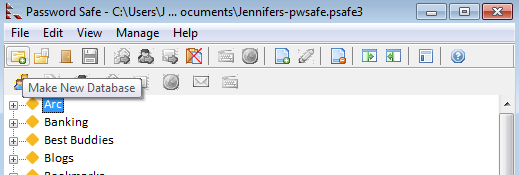 Password Safe - C:\Users\J ... ocuments\Jennifers-pwsafe.psafe3
File Edit View Manage Help
Make New Database
Arc
Banking
Best Buddies
Blogs
Bookmarks